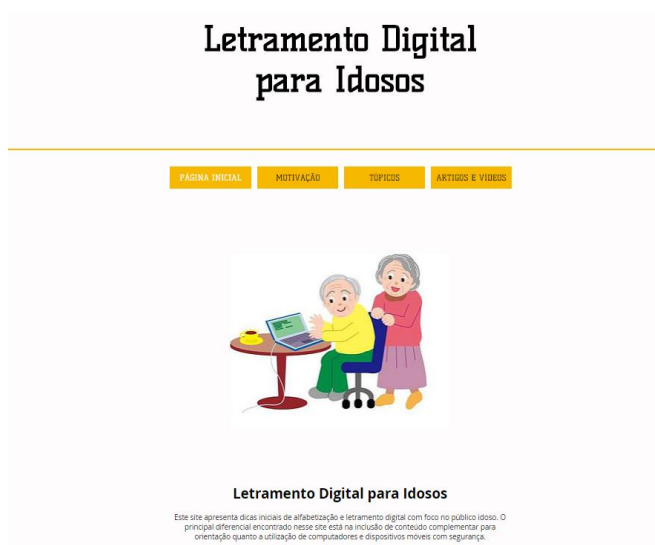 Letramento Digital
para Idosos
PÁGINA INICIAL
MOTIVAÇÃO
TÓPICOS
ARTIGOS E VÍDEOS
Letramento Digital para Idosos
Este site apresenta dicas iniciais de alfabetização e letramento digital com foco no público idoso. O
principal diferencial encontrado nesse site está na inclusão de conteúdo complementar para
orientação quanto a utilização de computadores e dispositivos móveis com segurança.